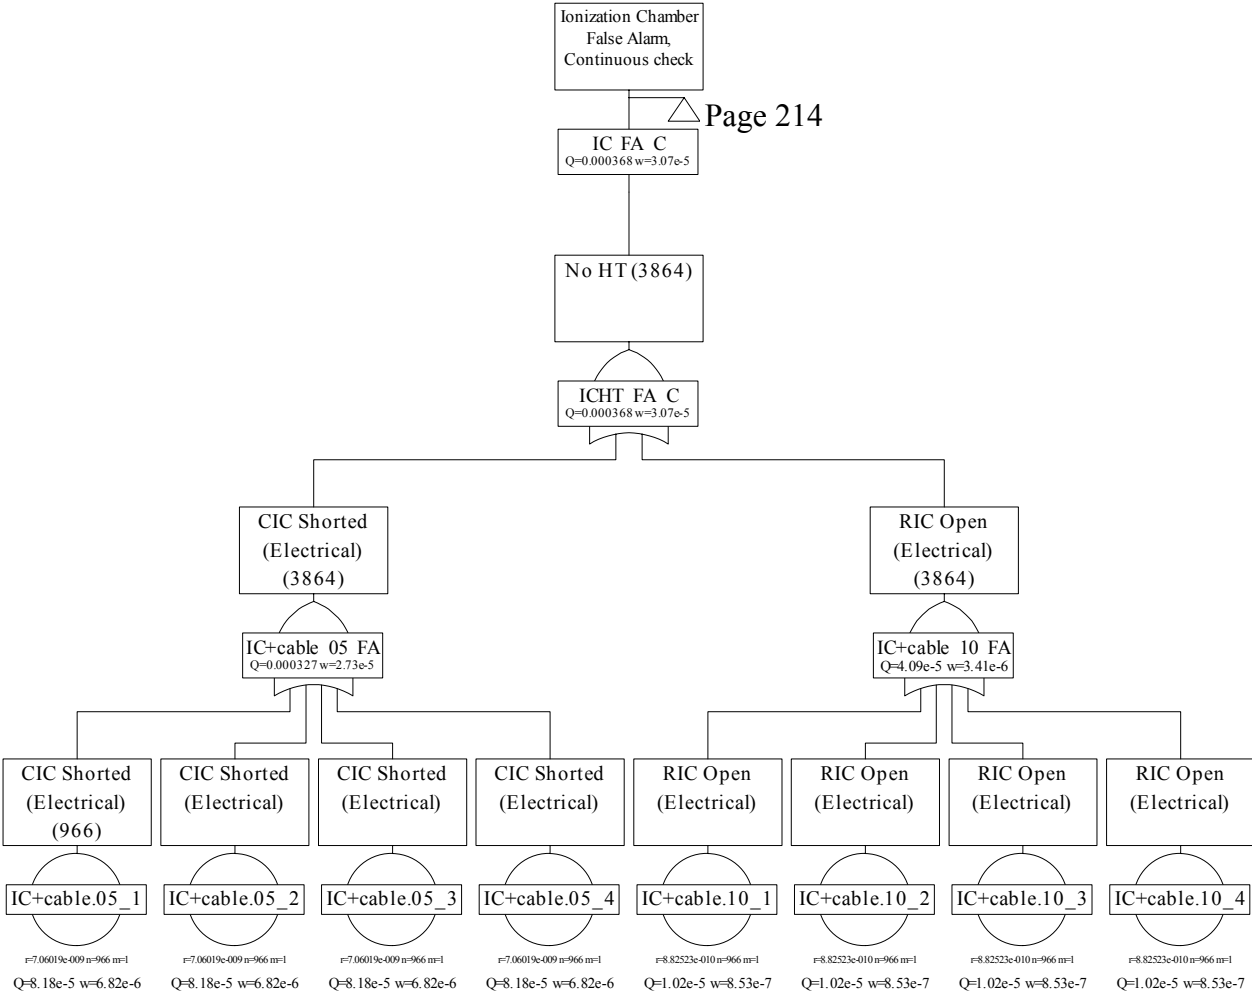 Ionization Chamber
False Alarm,
Continuous check
Page 214
IC FA C
Q=0.000368 w=3.07e-5
No HT (3864)
ICHT FA C
Q=0.000368 w=3.07e-5
CIC Shorted
(Electrical)
(3864)
IC+cable 05 FA
Q=0.000327 w=2.73e-5
RIC Open
(Electrical)
(3864)
IC+cable 10 FA
Q=4.09e-5 w=3.41e-6
CIC Shorted
(Electrical)
(966)
IC+cable.05_1
r=7.06019e-009 n=966 m=1
Q=8.18e-5 w=6.82e-6
CIC Shorted
(Electrical)
IC+cable.05_2
r=7.06019e-009 n=966 m=1
Q=8.18e-5 w=6.82e-6
CIC Shorted
(Electrical)
IC+cable.05_3
r=7.06019e-009 n=966 m=1
Q=8.18e-5 w=6.82e-6
CIC Shorted
(Electrical)
IC+cable.05_4
r=7.06019e-009 n=966 m=1
Q=8.18e-5 w=6.82e-6
RIC Open
(Electrical)
IC+cable.10_1
r=8.82523e-010 n=966 m=1
Q=1.02e-5 w=8.53e-7
RIC Open
(Electrical)
IC+cable.10_2
r=8.82523e-010 n=966 m=1
Q=1.02e-5 w=8.53e-7
RIC Open
(Electrical)
IC+cable.10_3
r=8.82523e-010 n=966 m=1
Q=1.02e-5 w=8.53e-7
RIC Open
(Electrical)
IC+cable.10_4
r=8.82523e-010 n=966 m=1
Q=1.02e-5 w=8.53e-7